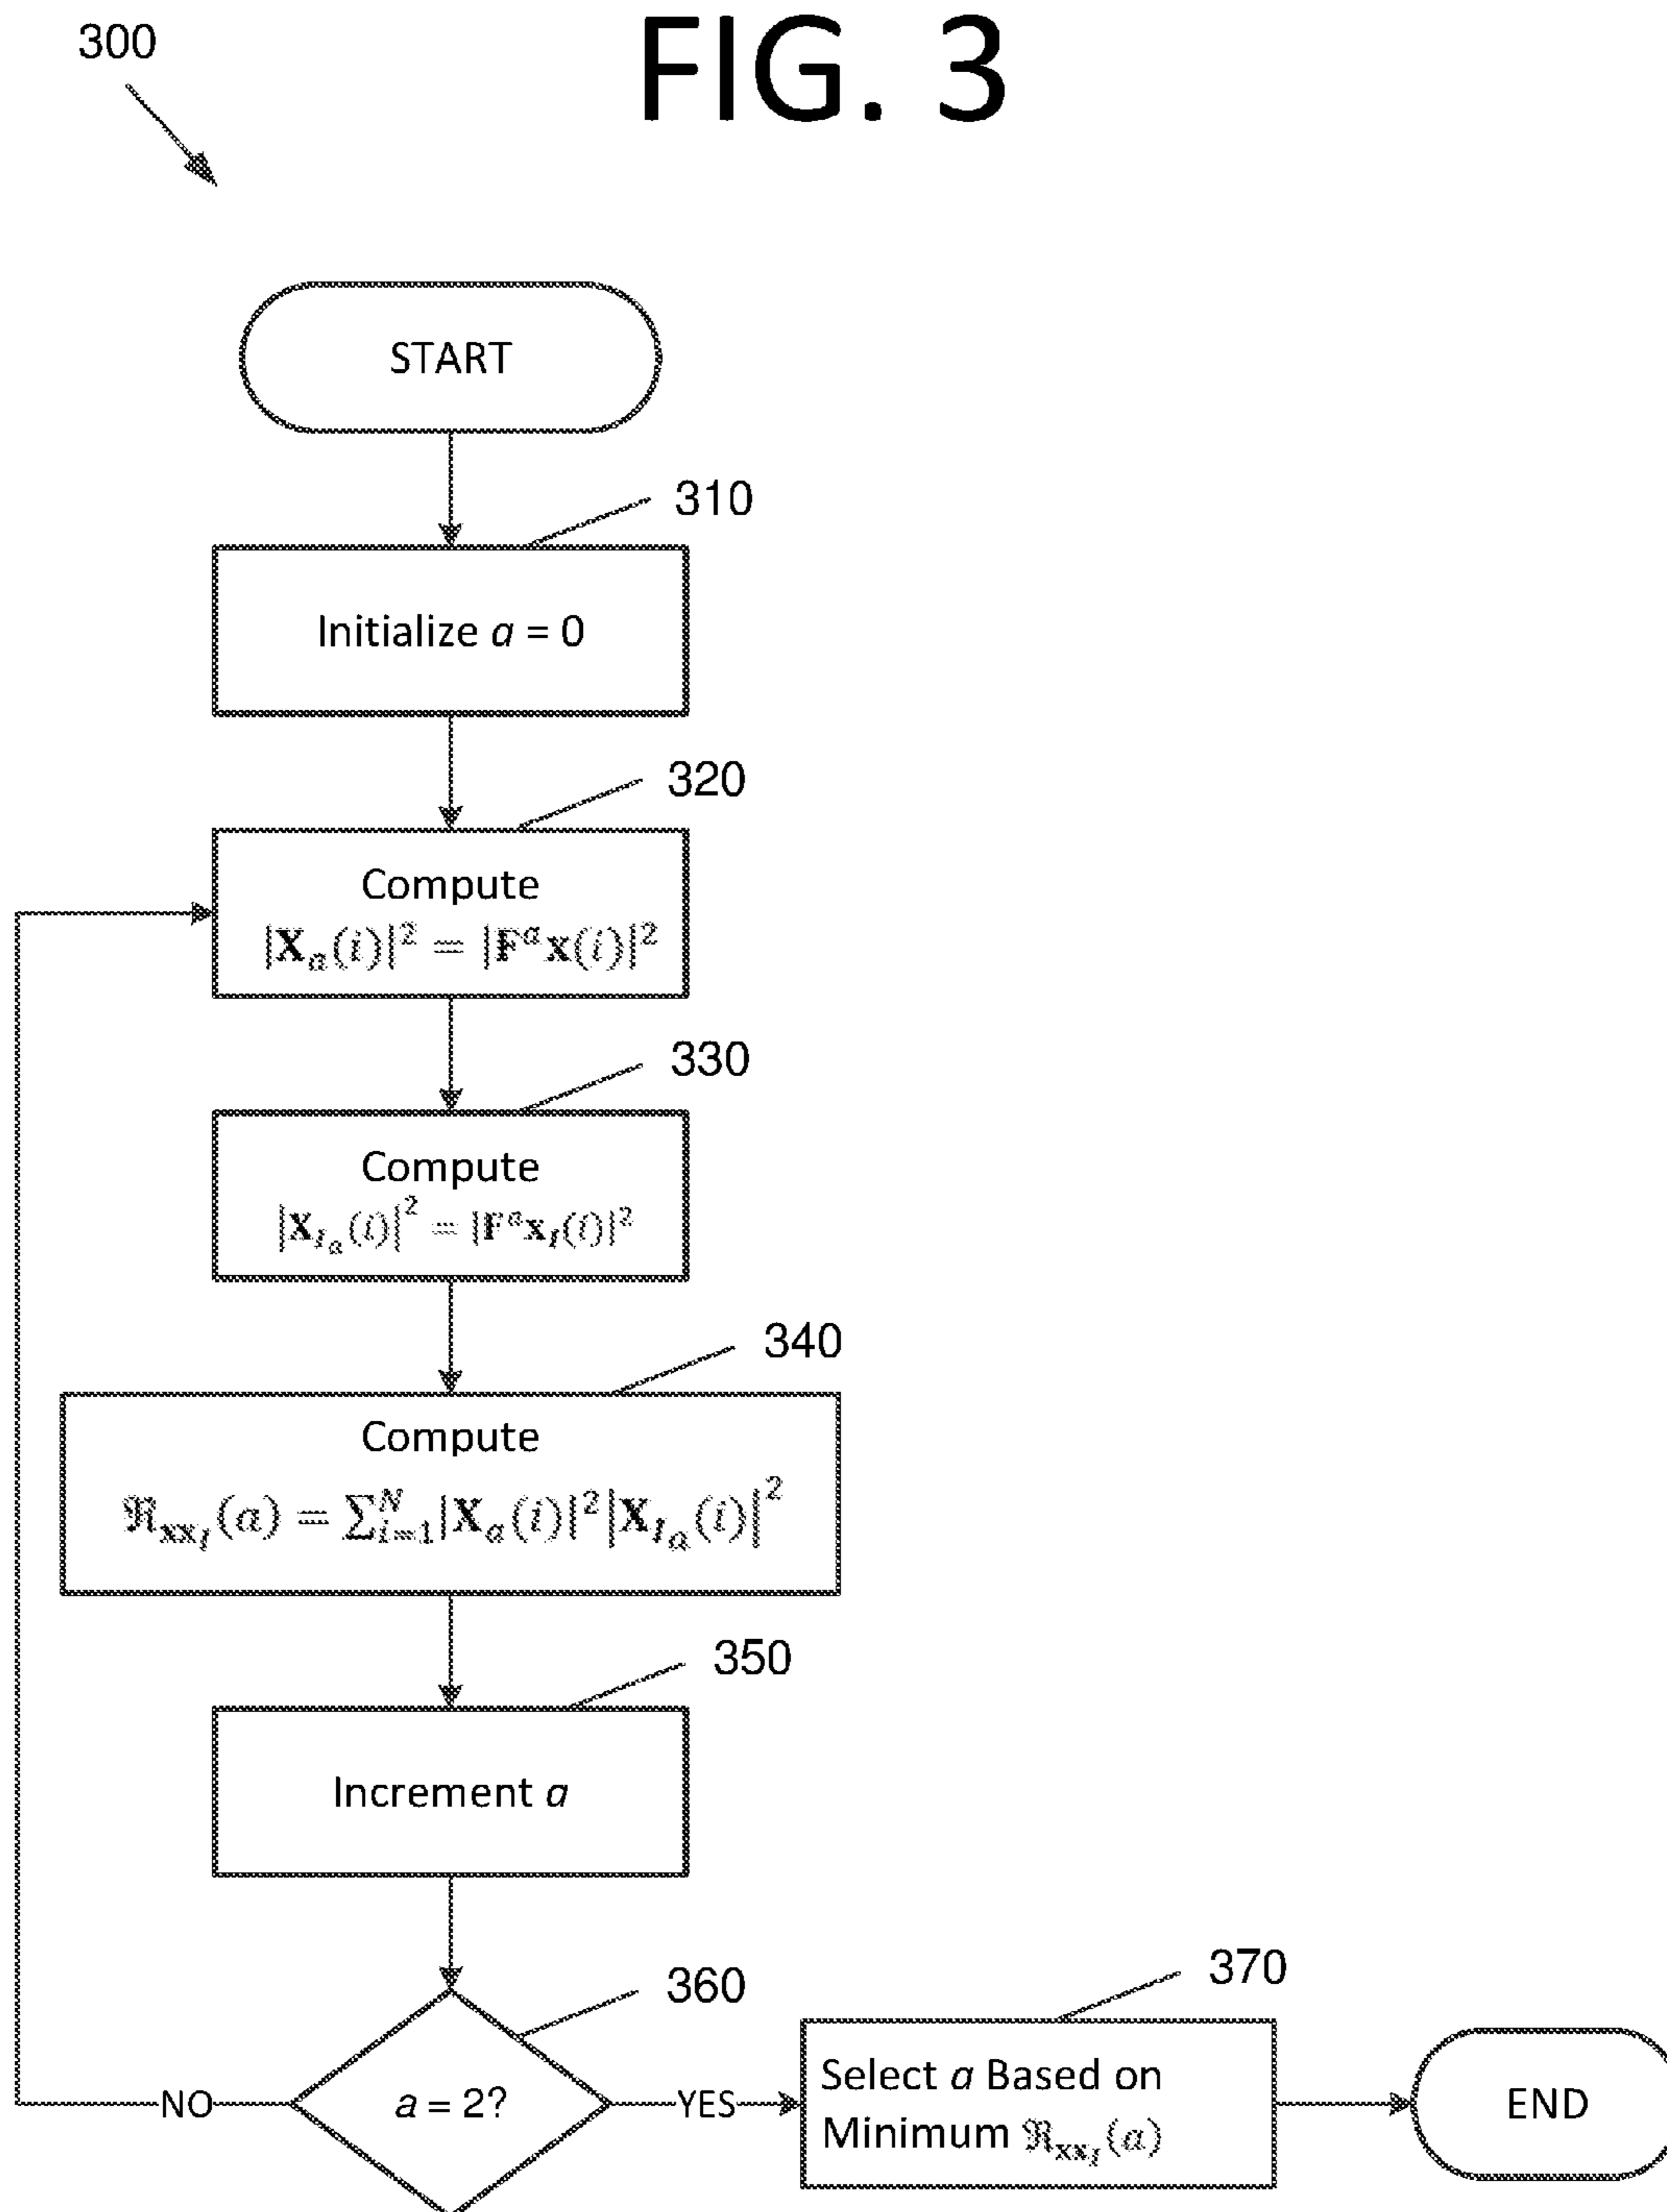 FIG. 3
300
START
310
Initialize a = 0
320
Compute
|X_a(i)|² = |F^a x(i)|²
330
Compute
|X_{I_a}(i)|² = |F^a x_I(i)|²
340
Compute
ℜ_{xx_I}(a) = ∑_{i=1}^{N} |X_a(i)|² |X_{I_a}(i)|²
350
Increment a
360
a = 2?
NO
YES
370
Select a Based on
Minimum ℜ_{xx_I}(a)
END